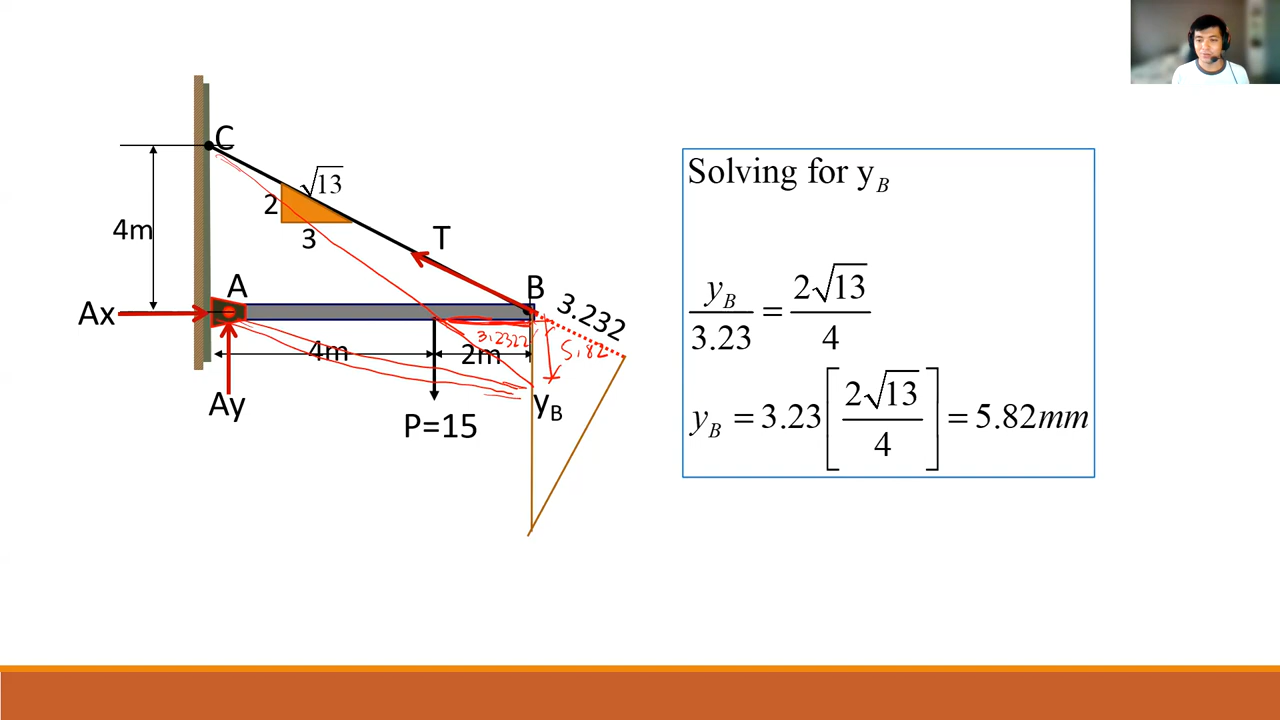 C
√13
2
3
4m
T
A
B
3.232
Ax
3.2322
5.82
4m
2m
Ay
P=15
y_B
Solving for y_B
y_B / 3.23 = 2√13 / 4
y_B = 3.23[2√13 / 4] = 5.82mm